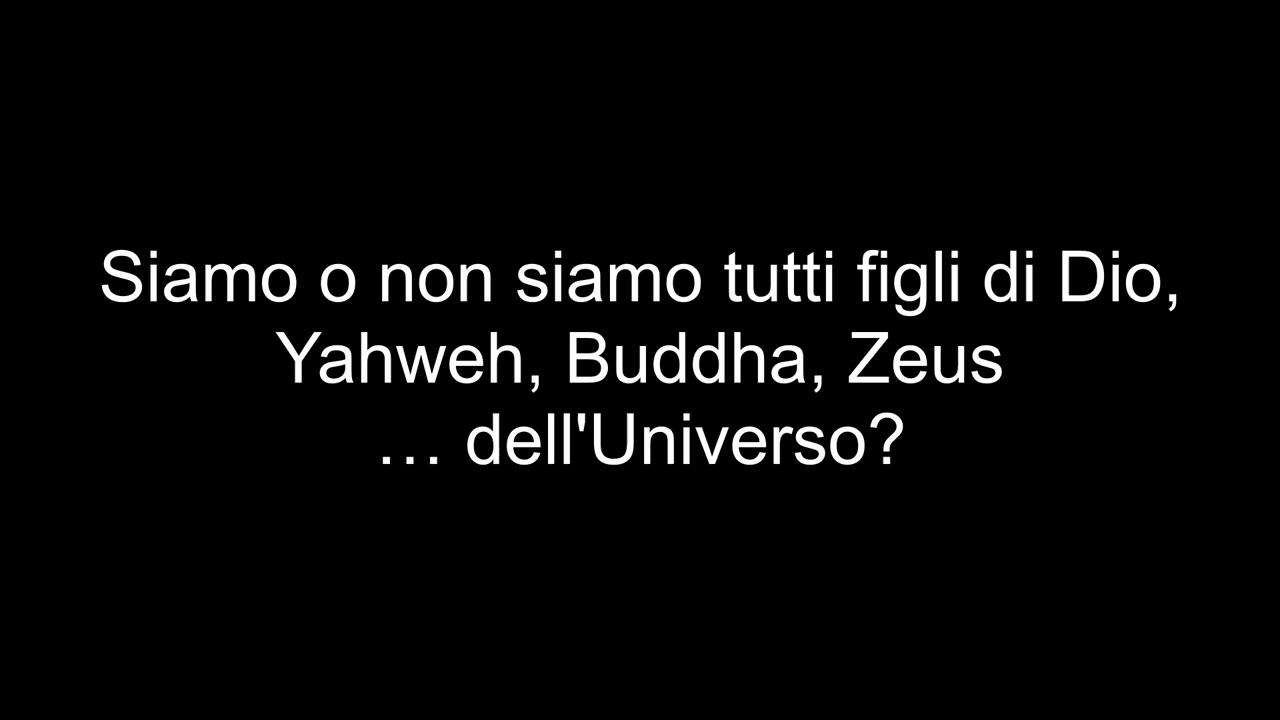 Siamo o non siamo tutti figli di Dio,
Yahweh, Buddha, Zeus
… dell'Universo?